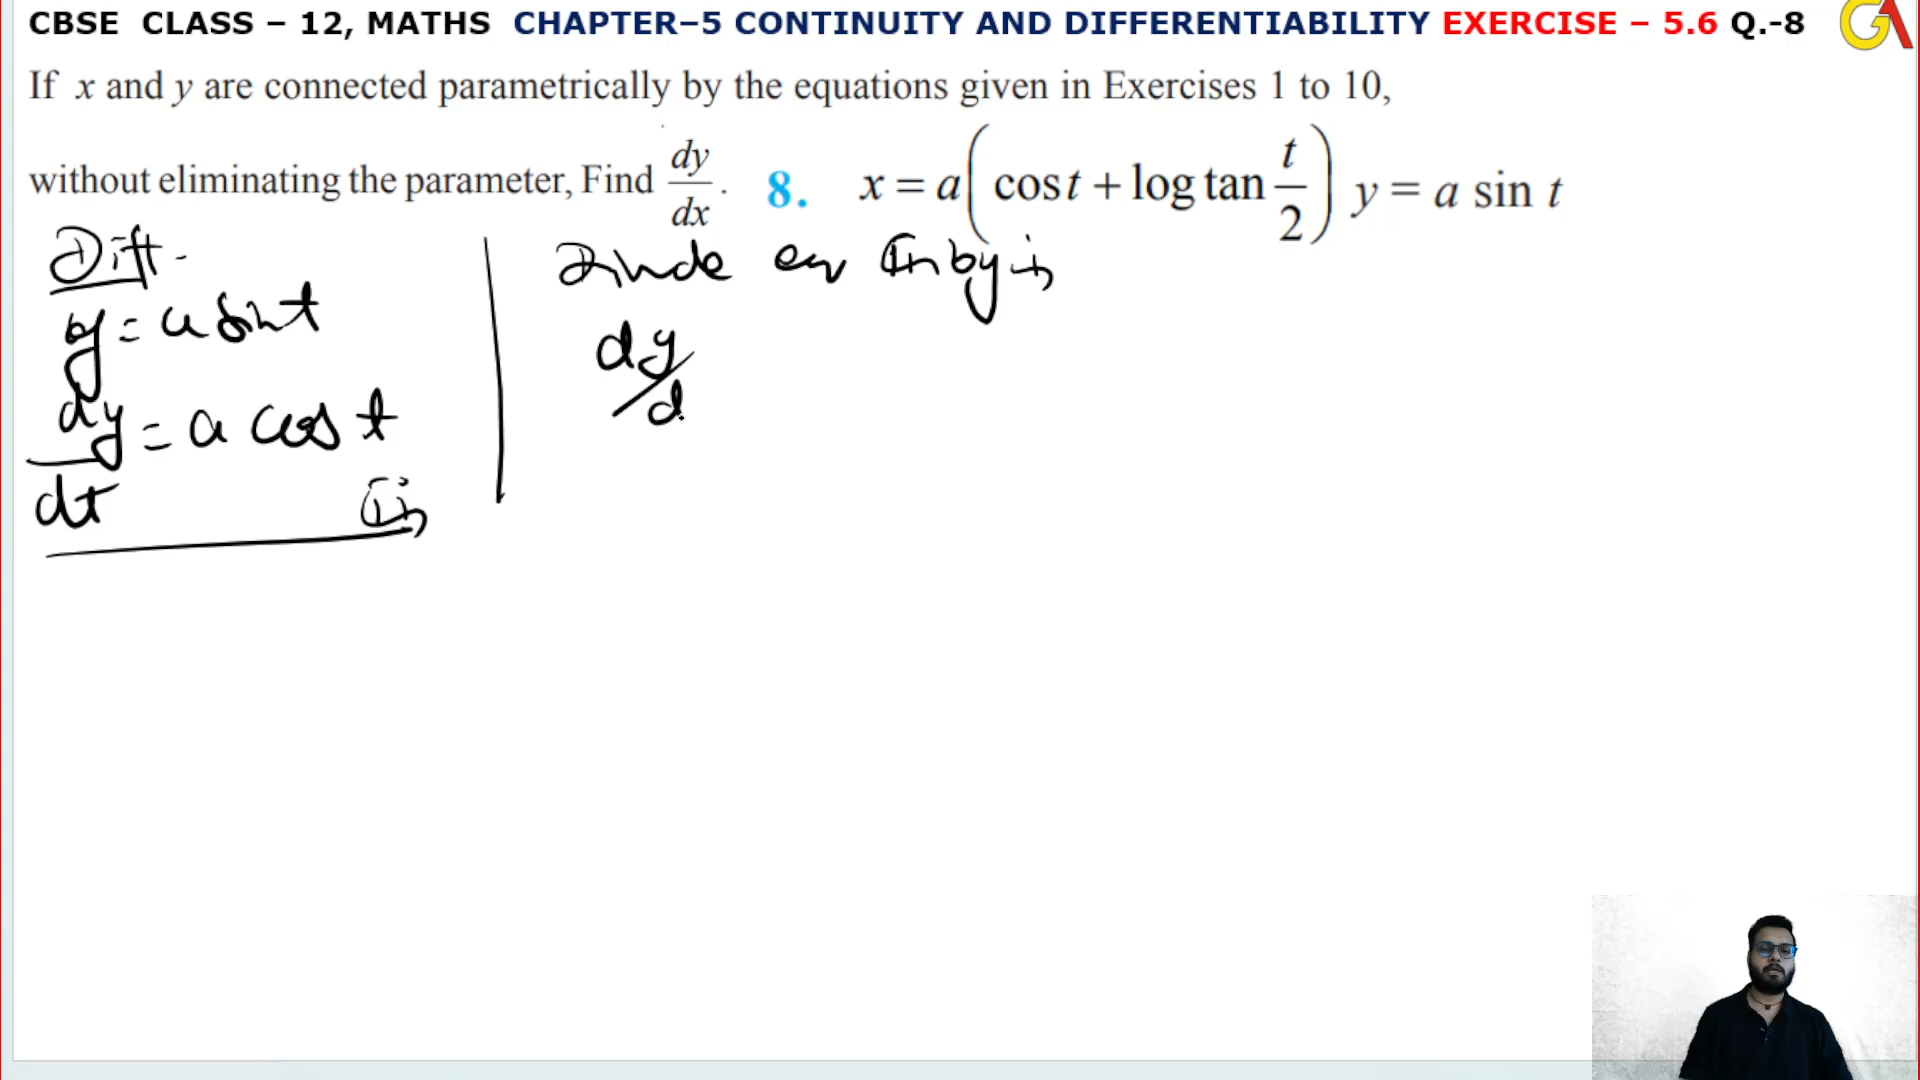 CBSE CLASS – 12, MATHS CHAPTER–5 CONTINUITY AND DIFFERENTIABILITY EXERCISE – 5.6 Q.-8
GA
If x and y are connected parametrically by the equations given in Exercises 1 to 10,
without eliminating the parameter, Find dy/dx. 8. x = a(cos t + log tan t/2) y = a sin t
Diff.
y = a sin t
dy/dt = a cos t
(ii)
Divide eq (ii) by (i)
dy/d